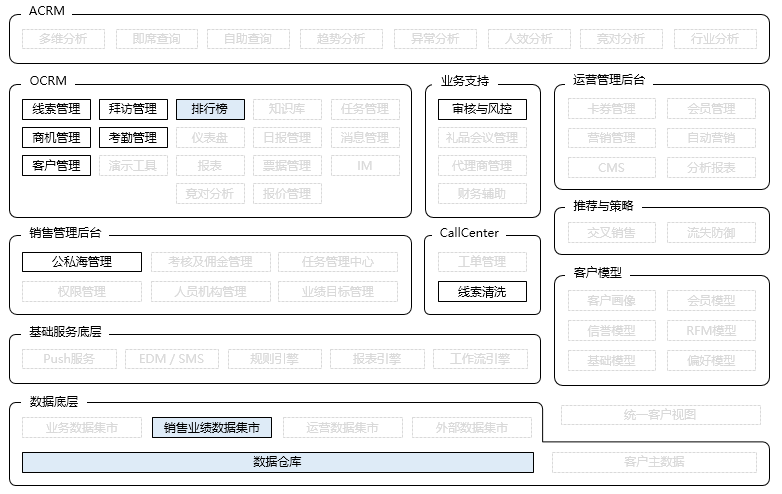 ACRM
多维分析 即席查询 自助查询 趋势分析 异常分析 人效分析 竞对分析 行业分析
OCRM
线索管理 拜访管理 排行榜 知识库 任务管理
商机管理 考勤管理 仪表盘 日报管理 消息管理
客户管理 演示工具 报表 票据管理 IM
竞对分析 报价管理
业务支持
审核与风控
礼品会议管理
代理商管理
财务辅助
运营管理后台
卡券管理 会员管理
营销管理 自动营销
CMS 分析报表
推荐与策略
交叉销售 流失防御
销售管理后台
公私海管理 考核及佣金管理 任务管理中心
权限管理 人员机构管理 业绩目标管理
CallCenter
工单管理
线索清洗
客户模型
客户画像 会员模型
信誉模型 RFM模型
基础模型 偏好模型
基础服务底层
Push服务 EDM / SMS 规则引擎 报表引擎 工作流引擎
数据底层
业务数据集市 销售业绩数据集市 运营数据集市 外部数据集市
统一客户视图
数据仓库 客户主数据